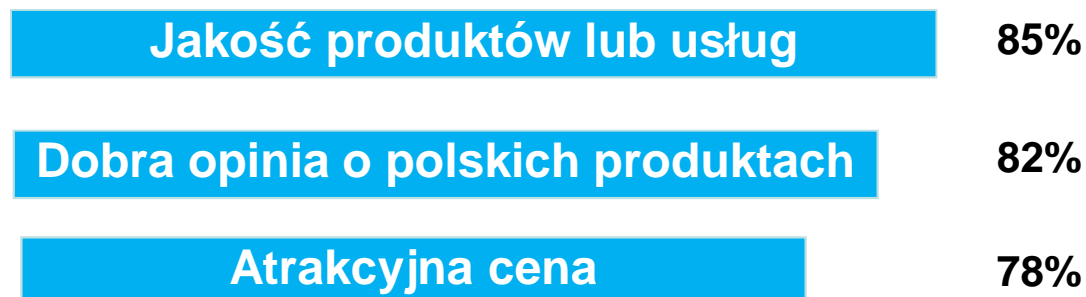 Jakość produktów lub usług 85%
Dobra opinia o polskich produktach 82%
Atrakcyjna cena 78%